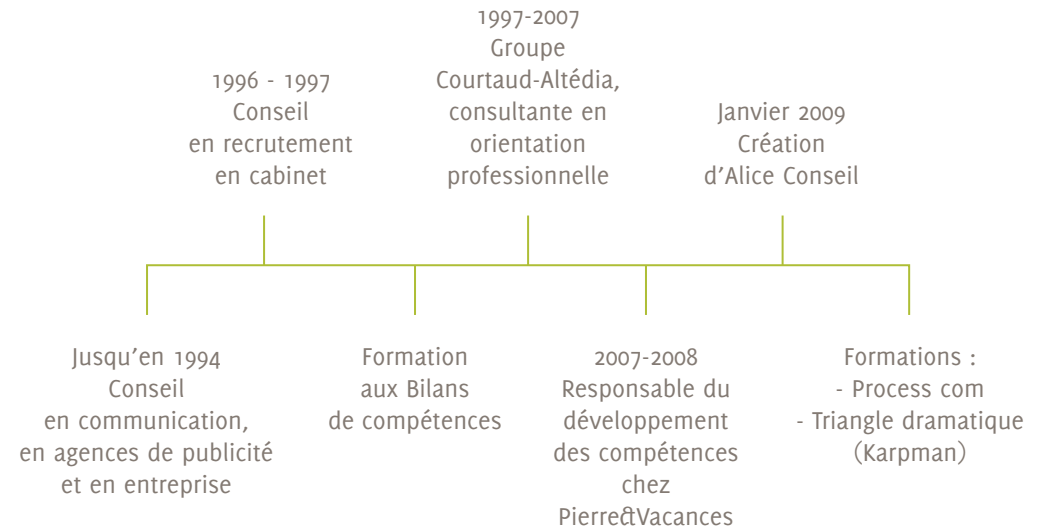 1996 - 1997
Conseil
en recrutement
en cabinet
1997-2007
Groupe
Courtaud-Altédia,
consultante en
orientation
professionnelle
Janvier 2009
Création
d'Alice Conseil
Jusqu'en 1994
Conseil
en communication,
en agences de publicité
et en entreprise
Formation
aux Bilans
de compétences
2007-2008
Responsable du
développement
des compétences
chez
Pierre&Vacances
Formations :
- Process com
- Triangle dramatique
(Karpman)